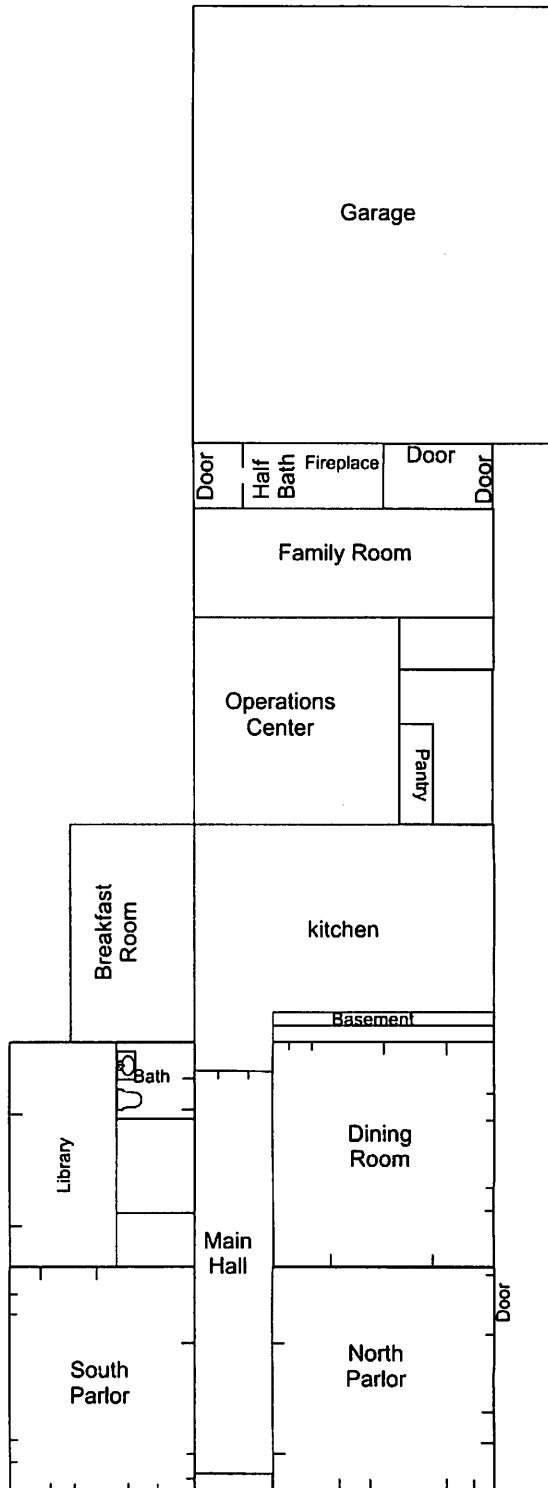 Garage
Door
Half
Bath
Fireplace
Door
Door
Family Room
Operations
Center
Pantry
Breakfast
Room
kitchen
Basement
Bath
Library
Dining
Room
Main
Hall
Door
South
Parlor
North
Parlor